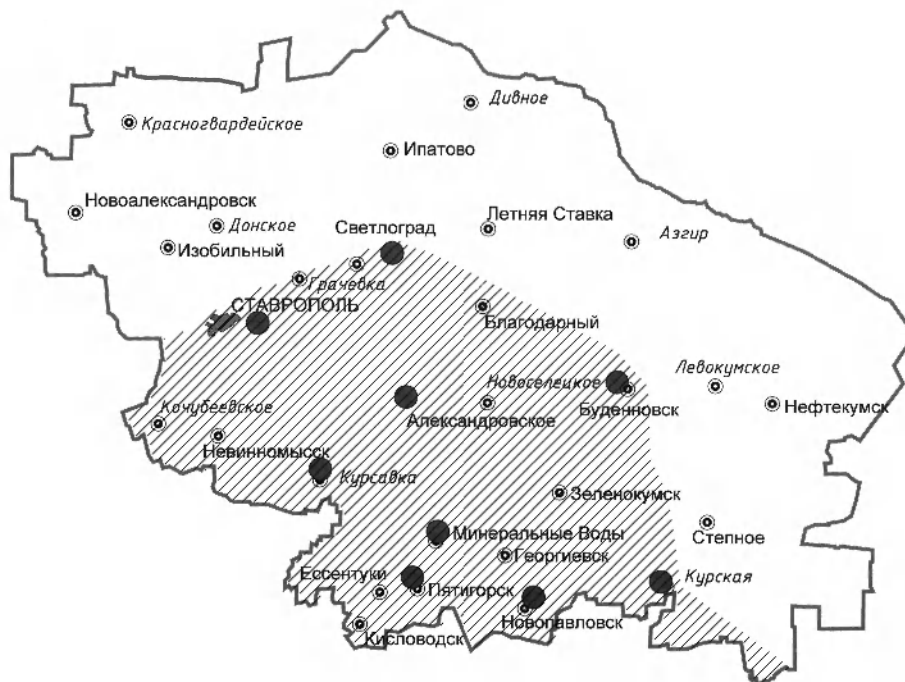 Дивное
Красногвардейское
Ипатово
Новоалександровск
Донское
Летняя Ставка
Светлоград
Азгир
Изобильный
Грачевка
СТАВРОПОЛЬ
Благодарный
Левокумское
Новоселецкое
Кочубеевское
Александровское
Буденновск
Нефтекумск
Невинномысск
Курсавка
Зеленокумск
Минеральные Воды
Степное
Георгиевск
Ессентуки
Курская
Пятигорск
Новопавловск
Кисловодск